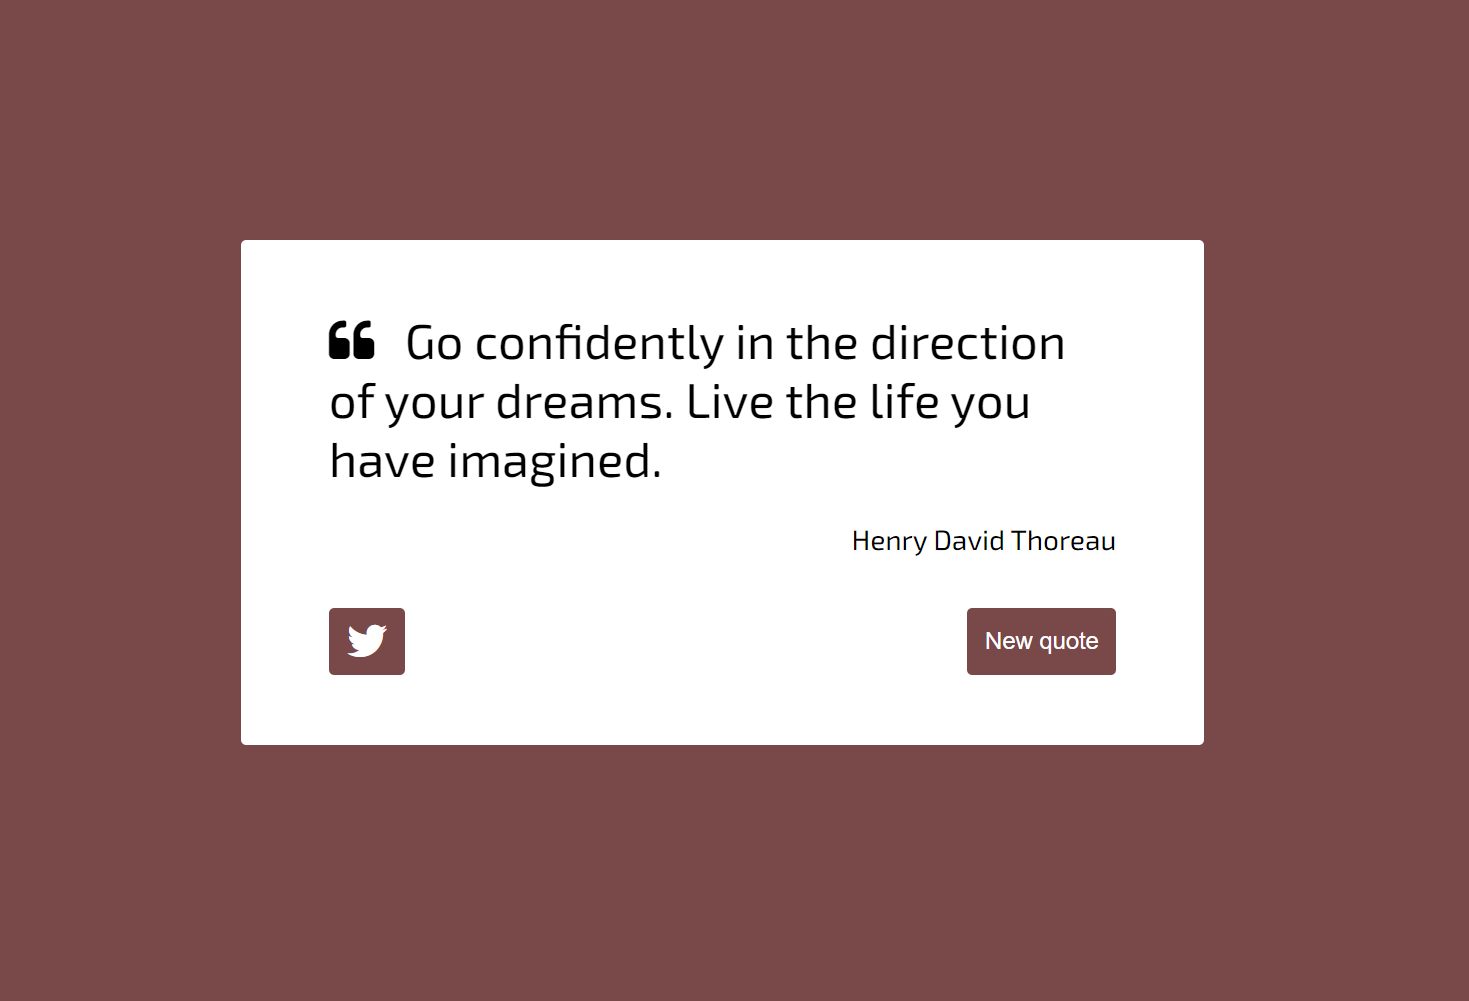 “ Go confidently in the direction
of your dreams. Live the life you
have imagined.
Henry David Thoreau
New quote